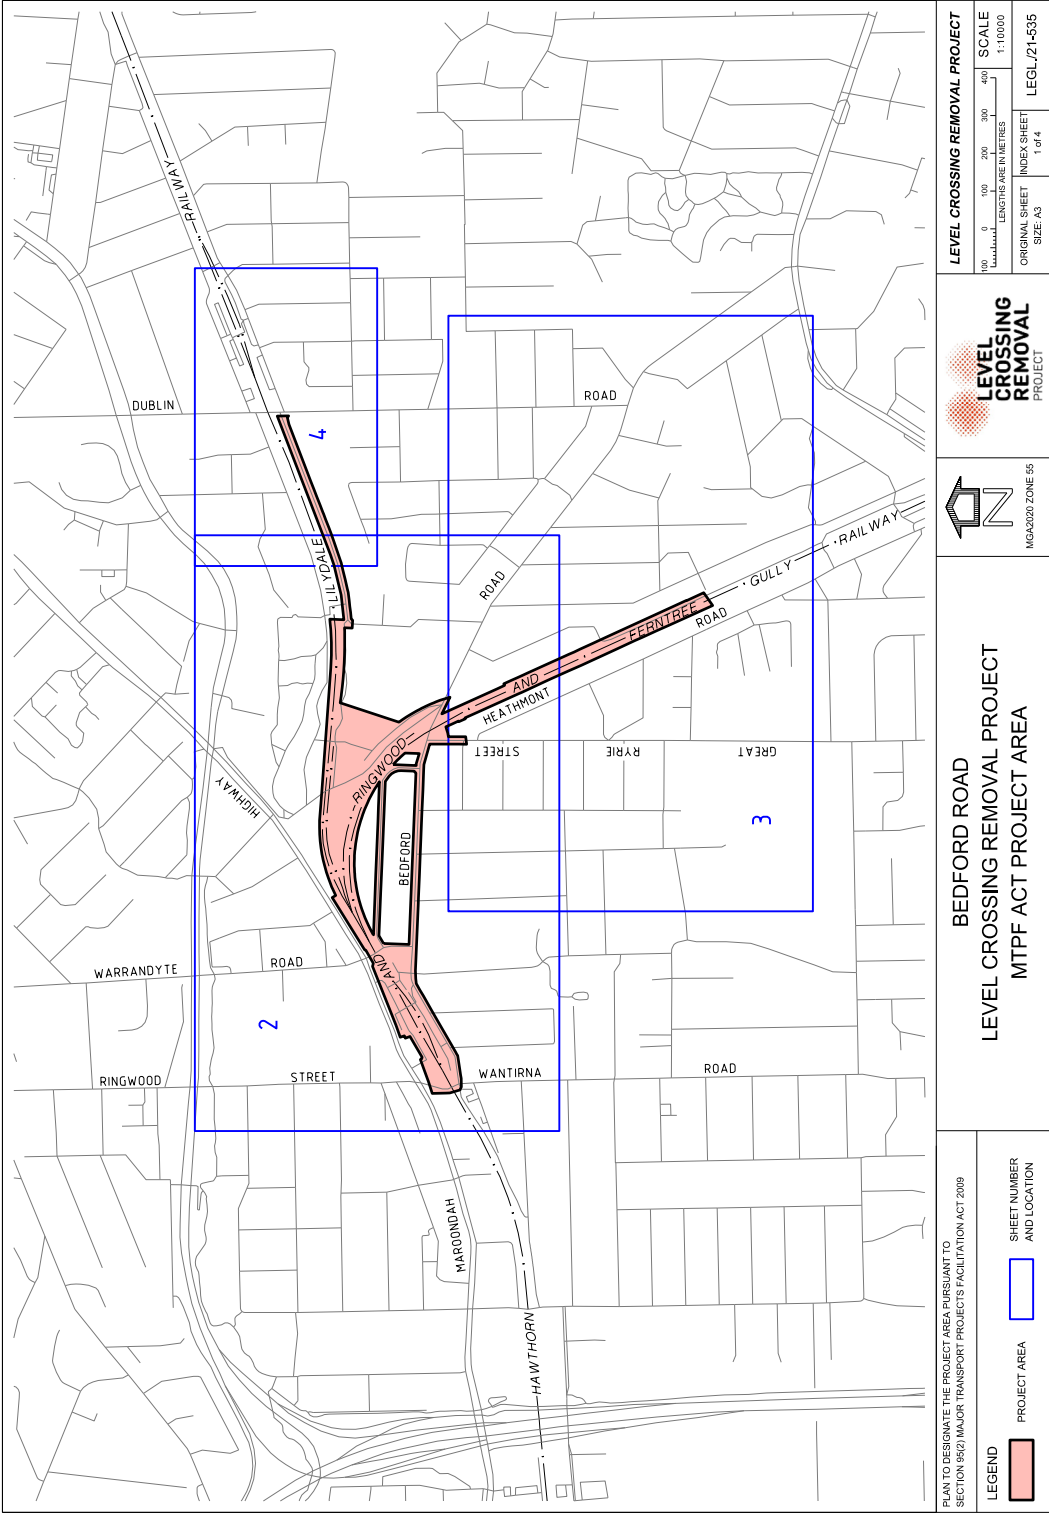 RAILWAY
DUBLIN
ROAD
4
LILYDALE
ROAD
GULLY
RAILWAY
FERNTREE
ROAD
AND
HEATHMONT
HIGHWAY
RINGWOOD
STREET
RYRIE
GREAT
BEDFORD
3
WARRANDYTE
ROAD
AND
2
RINGWOOD
STREET
WANTIRNA
ROAD
MAROONDAH
HAWTHORN
PLAN TO DESIGNATE THE PROJECT AREA PURSUANT TO
SECTION 95(2) MAJOR TRANSPORT PROJECTS FACILITATION ACT 2009
LEGEND
PROJECT AREA
SHEET NUMBER
AND LOCATION
BEDFORD ROAD
LEVEL CROSSING REMOVAL PROJECT
MTPF ACT PROJECT AREA
N
MGA2020 ZONE 55
LEVEL
CROSSING
REMOVAL
PROJECT
LEVEL CROSSING REMOVAL PROJECT
100 0 100 200 300 400
LENGTHS ARE IN METRES
SCALE
1:10000
ORIGINAL SHEET
SIZE: A3
INDEX SHEET
1 of 4
LEGL./21-535